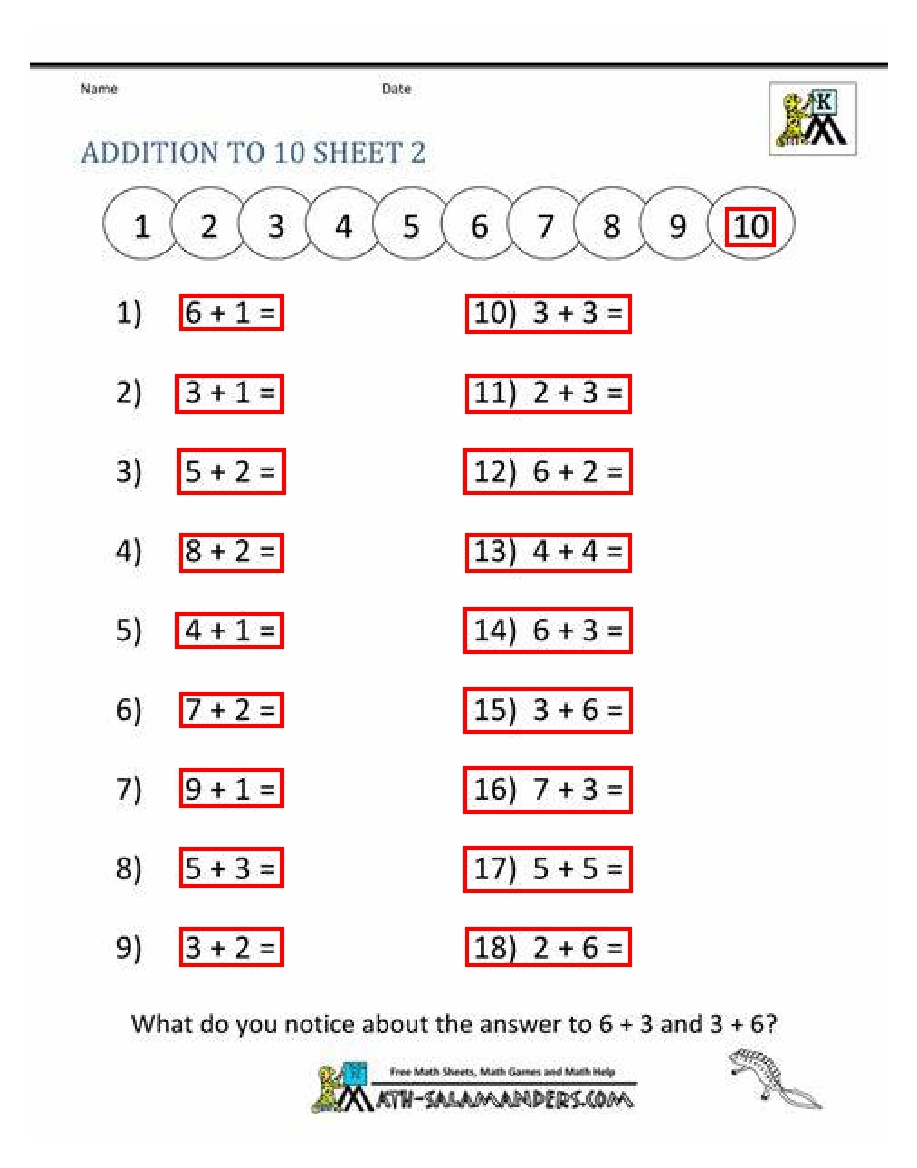 Name Date
K
ADDITION TO 10 SHEET 2
1 2 3 4 5 6 7 8 9 10
1) 6 + 1 = 10) 3 + 3 =
2) 3 + 1 = 11) 2 + 3 =
3) 5 + 2 = 12) 6 + 2 =
4) 8 + 2 = 13) 4 + 4 =
5) 4 + 1 = 14) 6 + 3 =
6) 7 + 2 = 15) 3 + 6 =
7) 9 + 1 = 16) 7 + 3 =
8) 5 + 3 = 17) 5 + 5 =
9) 3 + 2 = 18) 2 + 6 =
What do you notice about the answer to 6 + 3 and 3 + 6?
Free Math Sheets, Math Games and Math Help
MATH-SALAMANDERS.COM